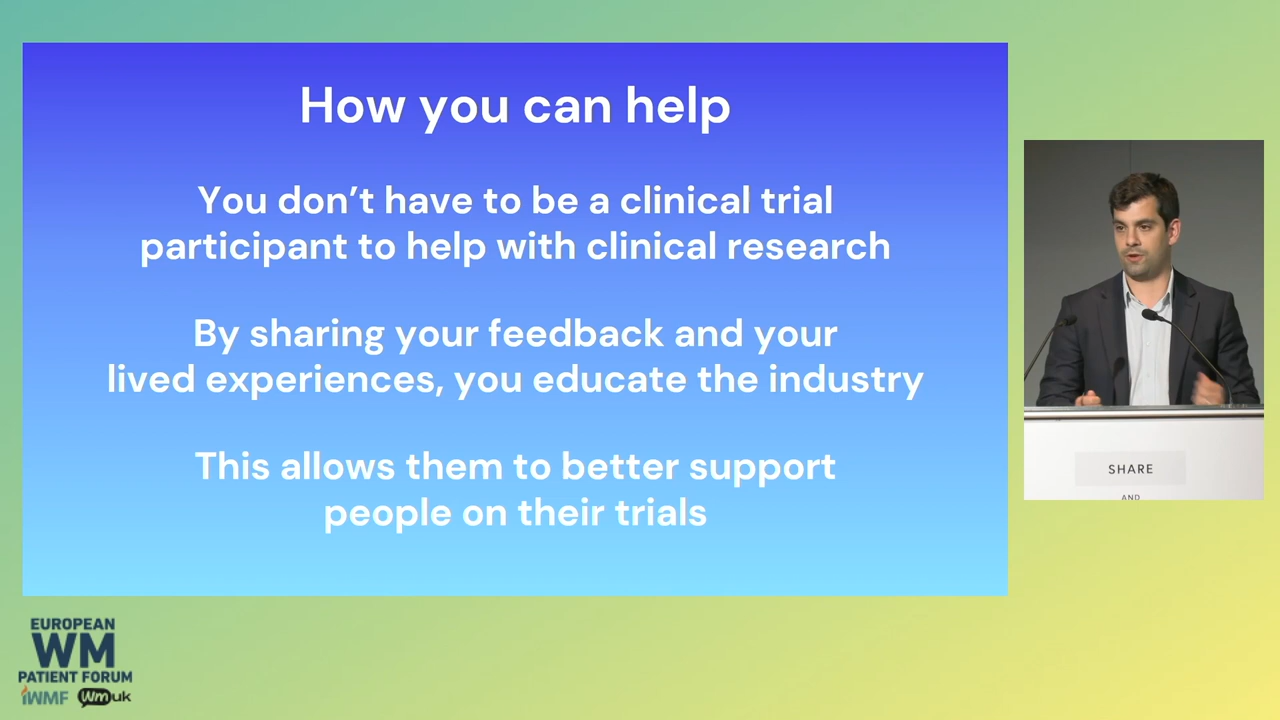 How you can help
You don’t have to be a clinical trial
participant to help with clinical research
By sharing your feedback and your
lived experiences, you educate the industry
This allows them to better support
people on their trials
SHARE
AND
EUROPEAN
WM
PATIENT FORUM
iWMF Wmuk